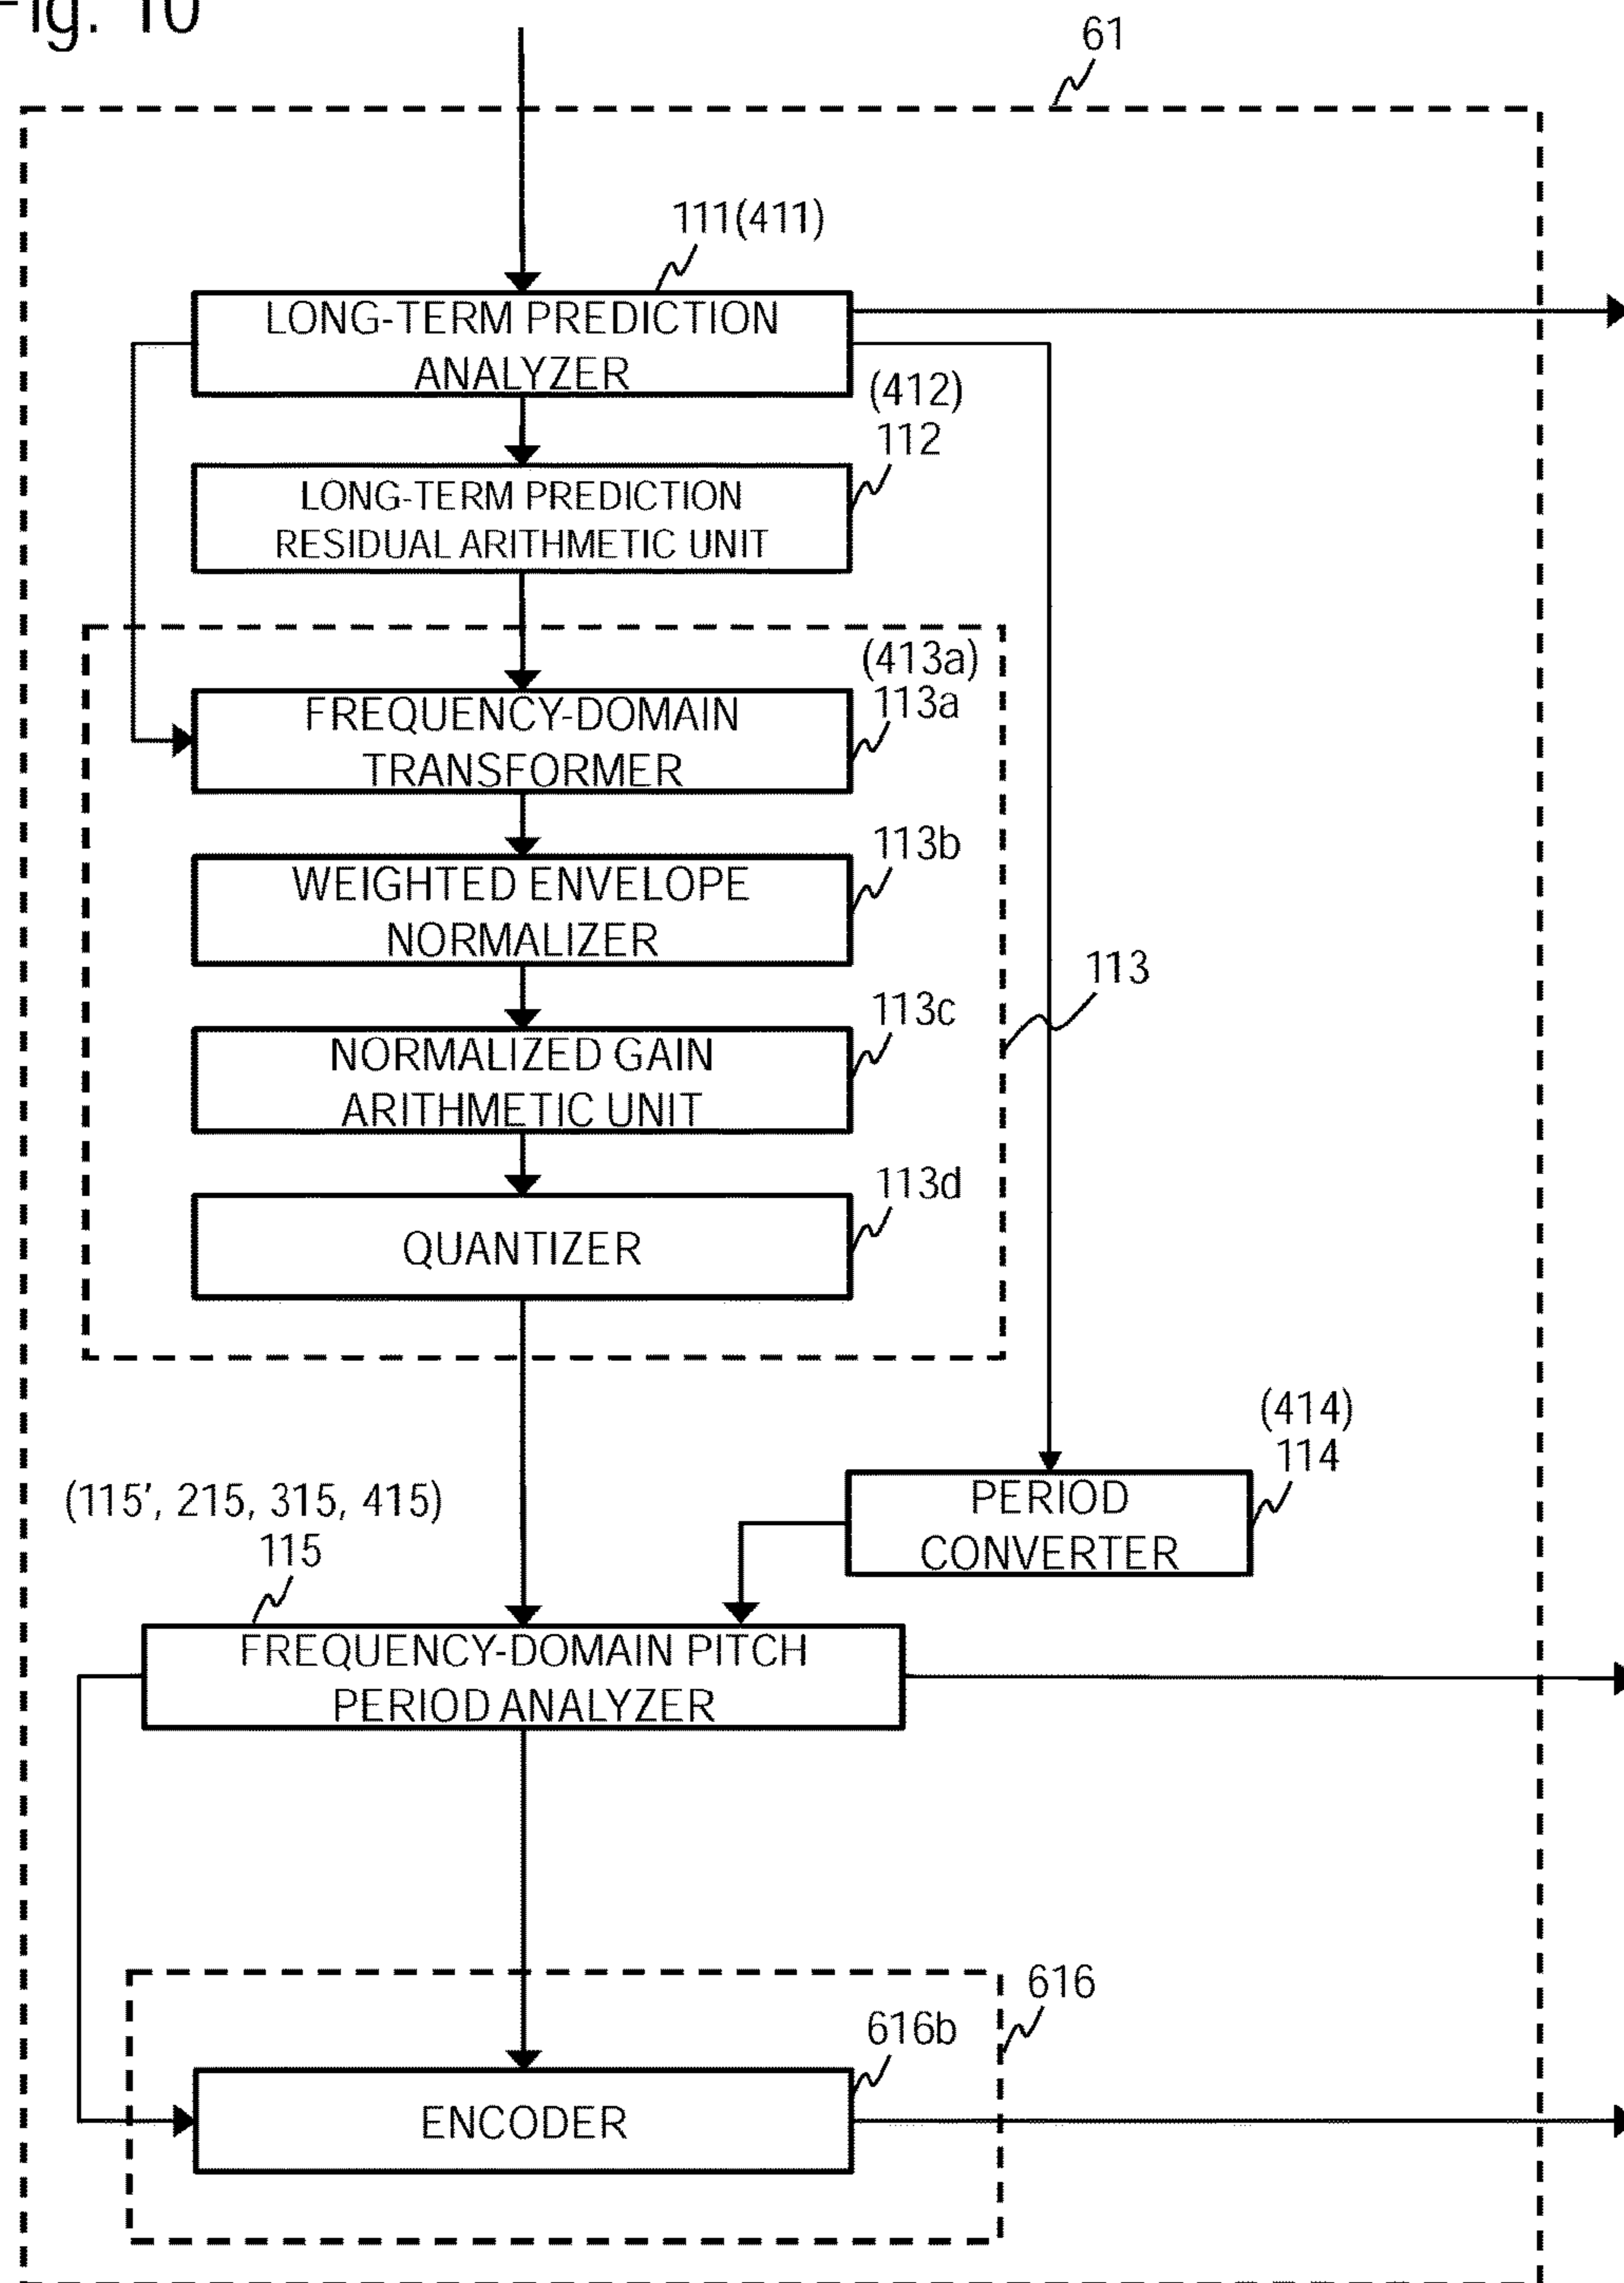 Fig. 10
61
111(411)
LONG-TERM PREDICTION
ANALYZER
(412)
112
LONG-TERM PREDICTION
RESIDUAL ARITHMETIC UNIT
(413a)
113a
FREQUENCY-DOMAIN
TRANSFORMER
113b
WEIGHTED ENVELOPE
NORMALIZER
113
113c
NORMALIZED GAIN
ARITHMETIC UNIT
113d
QUANTIZER
(414)
114
PERIOD
CONVERTER
(115', 215, 315, 415)
115
FREQUENCY-DOMAIN PITCH
PERIOD ANALYZER
616
616b
ENCODER